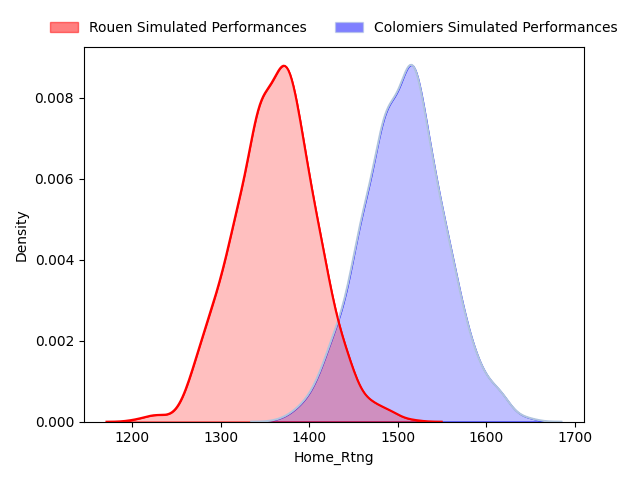 Rouen Simulated Performances
Colomiers Simulated Performances
Density
0.008
0.006
0.004
0.002
0.000
1200 1300 1400 1500 1600 1700
Home_Rtng